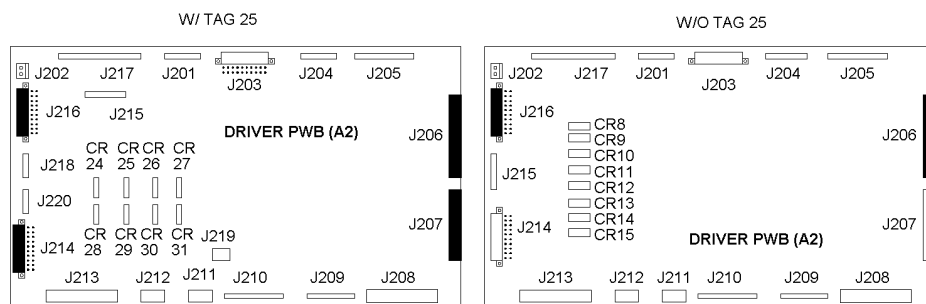 W/ TAG 25
W/O TAG 25
J202 J217 J201 J203 J204 J205
J216 J215
DRIVER PWB (A2)
J206
J218
CR 24 CR 25 CR 26 CR 27
J220
J207
J214
CR 28 CR 29 CR 30 CR 31
J219
J213 J212 J211 J210 J209 J208
J202 J217 J201 J203 J204 J205
J216
CR8
CR9
J206
CR10
J215
CR11
CR12
CR13
J214
CR14
J207
CR15
DRIVER PWB (A2)
J213 J212 J211 J210 J209 J208